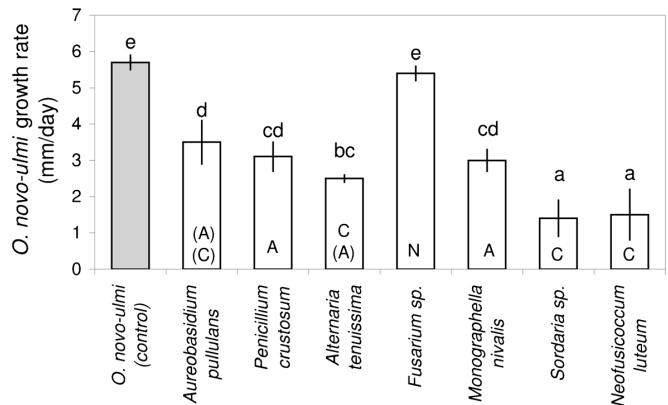 O. novo-ulmi growth rate
(mm/day)
7
6
5
4
3
2
1
0
e
d
cd
bc
e
cd
a
a
(A)
(C)
A
C
(A)
N
A
C
C
O. novo-ulmi
(control)
Aureobasidium
pullulans
Penicillium
crustosum
Alternaria
tenuissima
Fusarium sp.
Monographella
nivalis
Sordaria sp.
Neofusicoccum
luteum